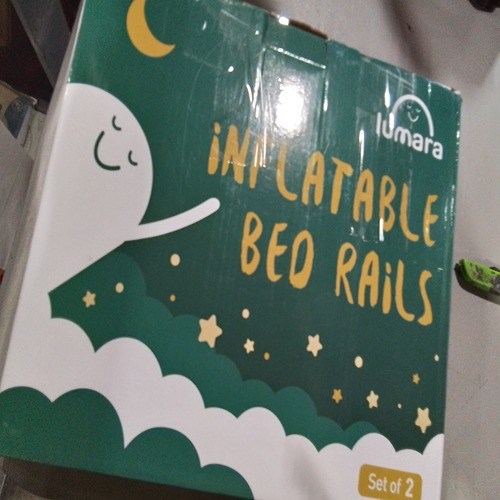 lumara
iNFLATABLE
BED RAiLS
Set of 2